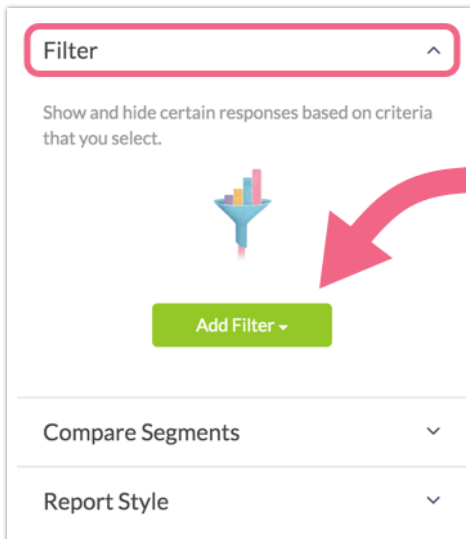 Filter
Show and hide certain responses based on criteria
that you select.
Add Filter
Compare Segments
Report Style